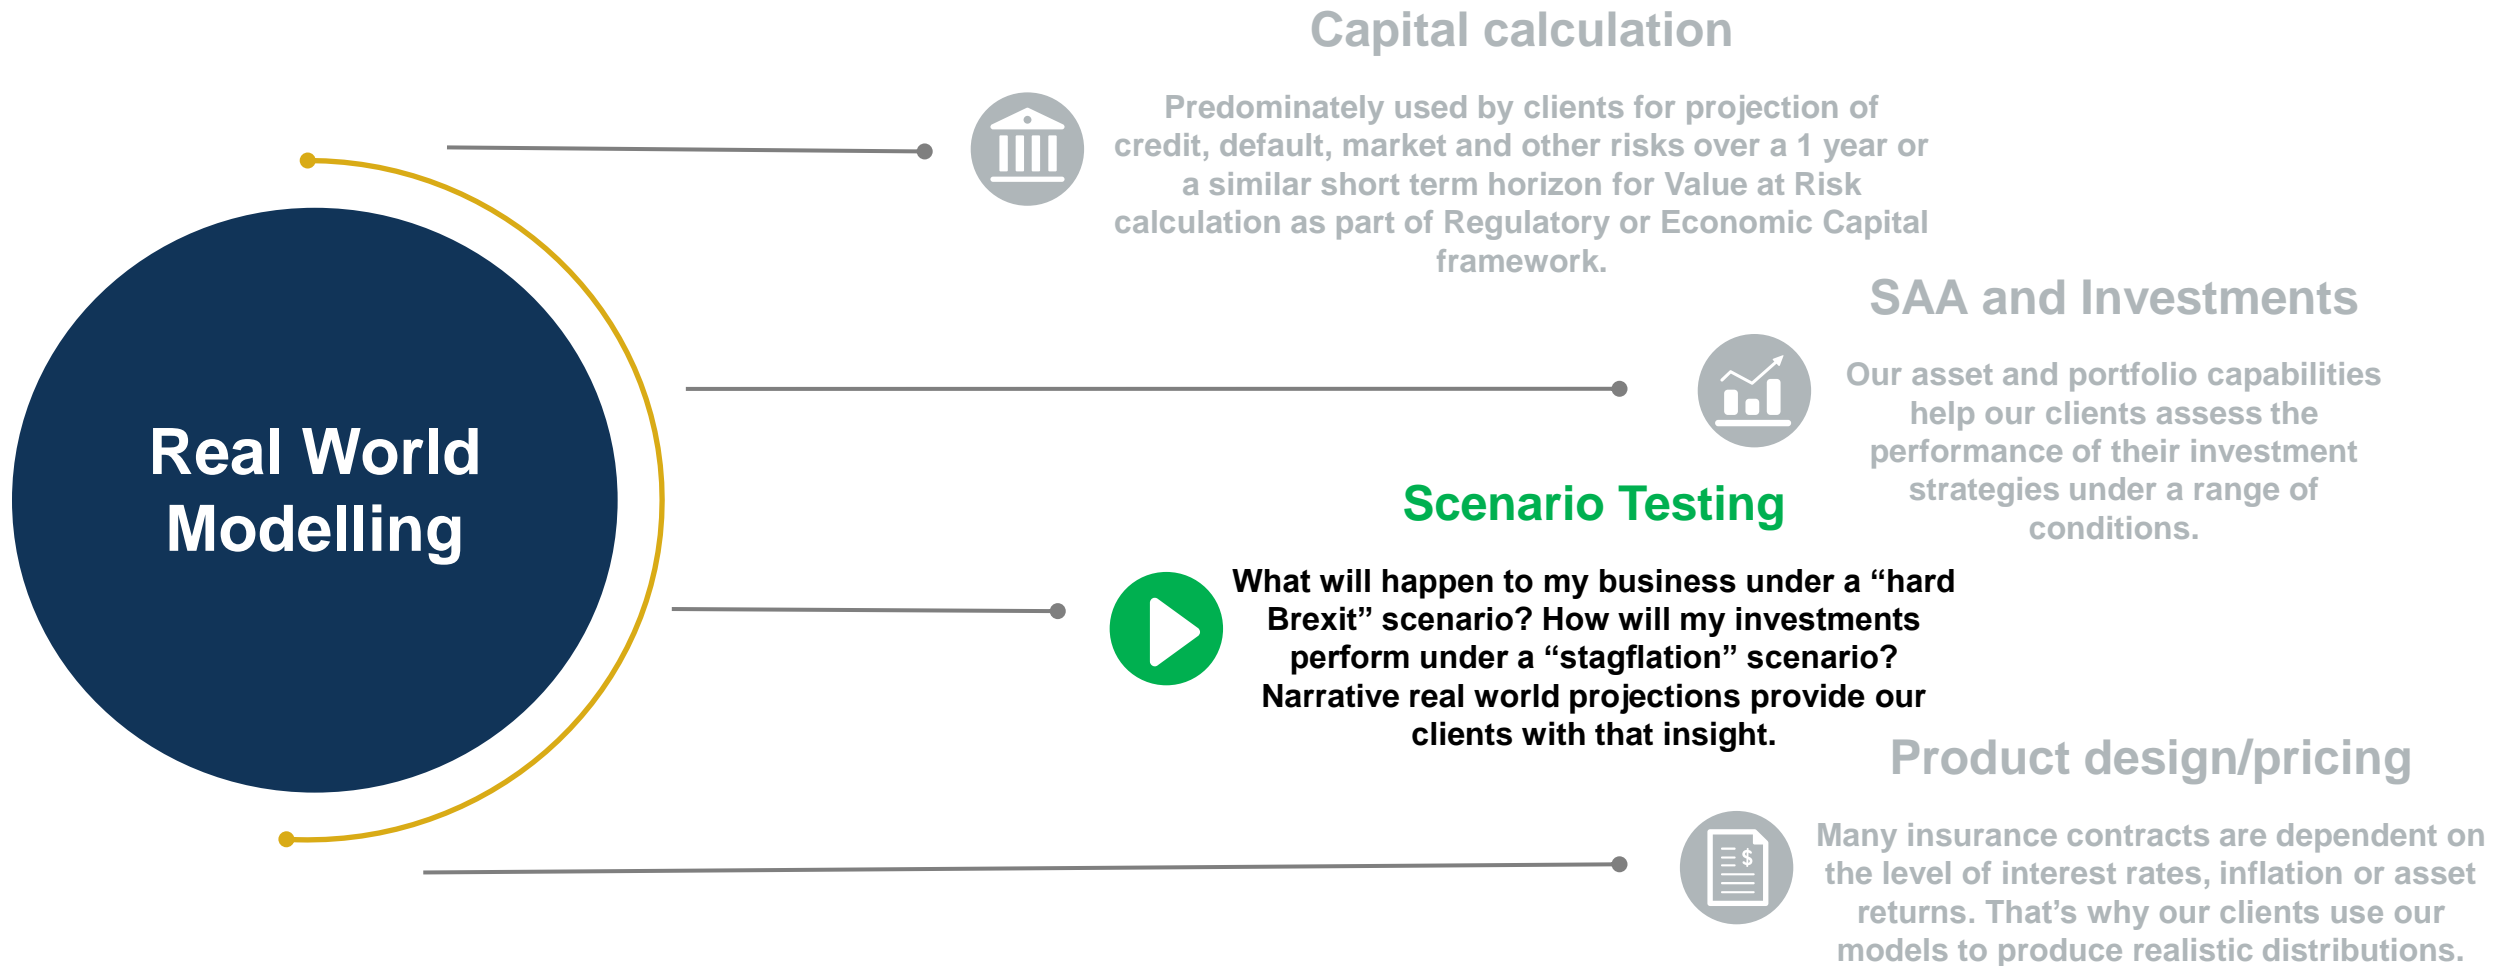 Real World
Modelling
Capital calculation
Predominately used by clients for projection of
credit, default, market and other risks over a 1 year or
a similar short term horizon for Value at Risk
calculation as part of Regulatory or Economic Capital
framework.
SAA and Investments
Our asset and portfolio capabilities
help our clients assess the
performance of their investment
strategies under a range of
conditions.
Scenario Testing
What will happen to my business under a “hard
Brexit” scenario? How will my investments
perform under a “stagflation” scenario?
Narrative real world projections provide our
clients with that insight.
Product design/pricing
$
Many insurance contracts are dependent on
the level of interest rates, inflation or asset
returns. That’s why our clients use our
models to produce realistic distributions.